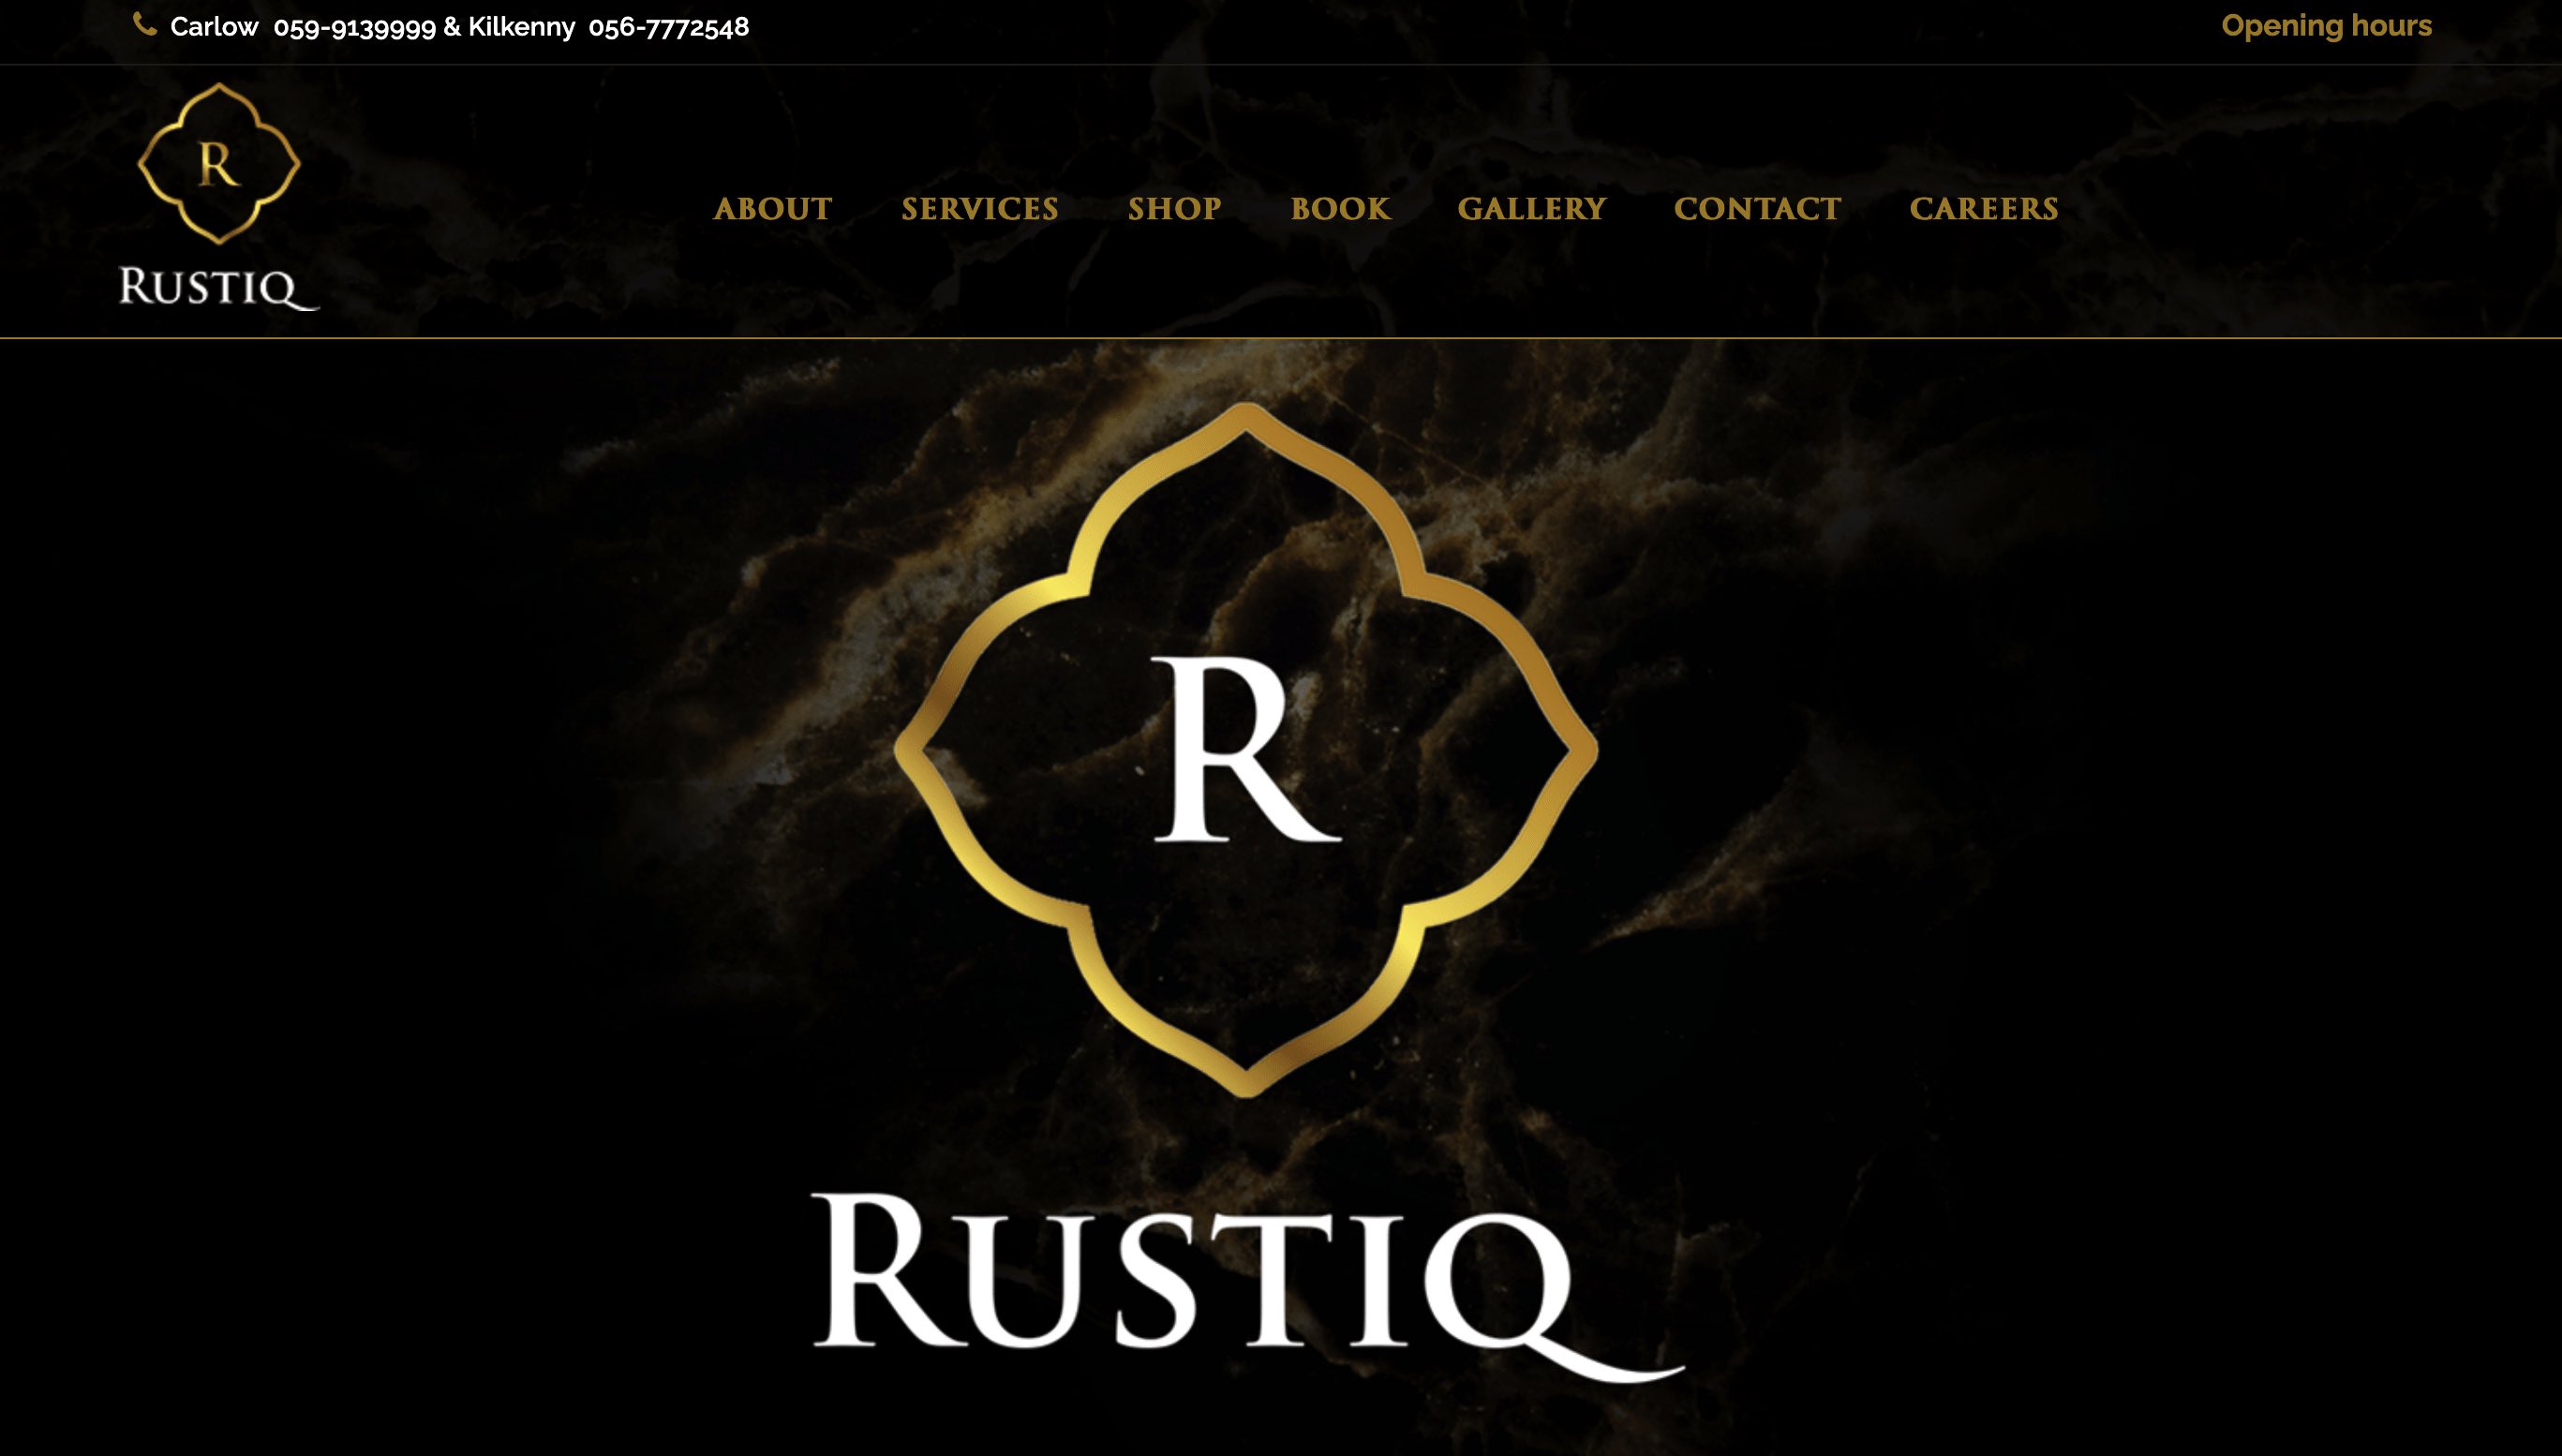 Carlow 059-9139999 & Kilkenny 056-7772548
Opening hours
R
RUSTIQ
ABOUT SERVICES SHOP BOOK GALLERY CONTACT CAREERS
R
RUSTIQ